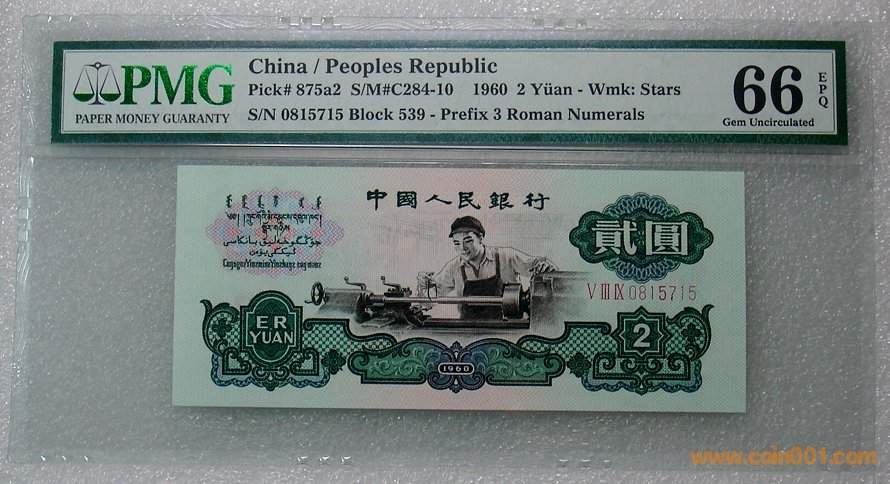 PMG
PAPER MONEY GUARANTY
China / Peoples Republic
Pick# 875a2 S/M#C284-10 1960 2 Yüan - Wmk: Stars
S/N 0815715 Block 539 - Prefix 3 Roman Numerals
66 EPQ
Gem Uncirculated
中國人民銀行
貳圓
V III IX 0815715
ER
YUAN
2
1960
www.coin001.com